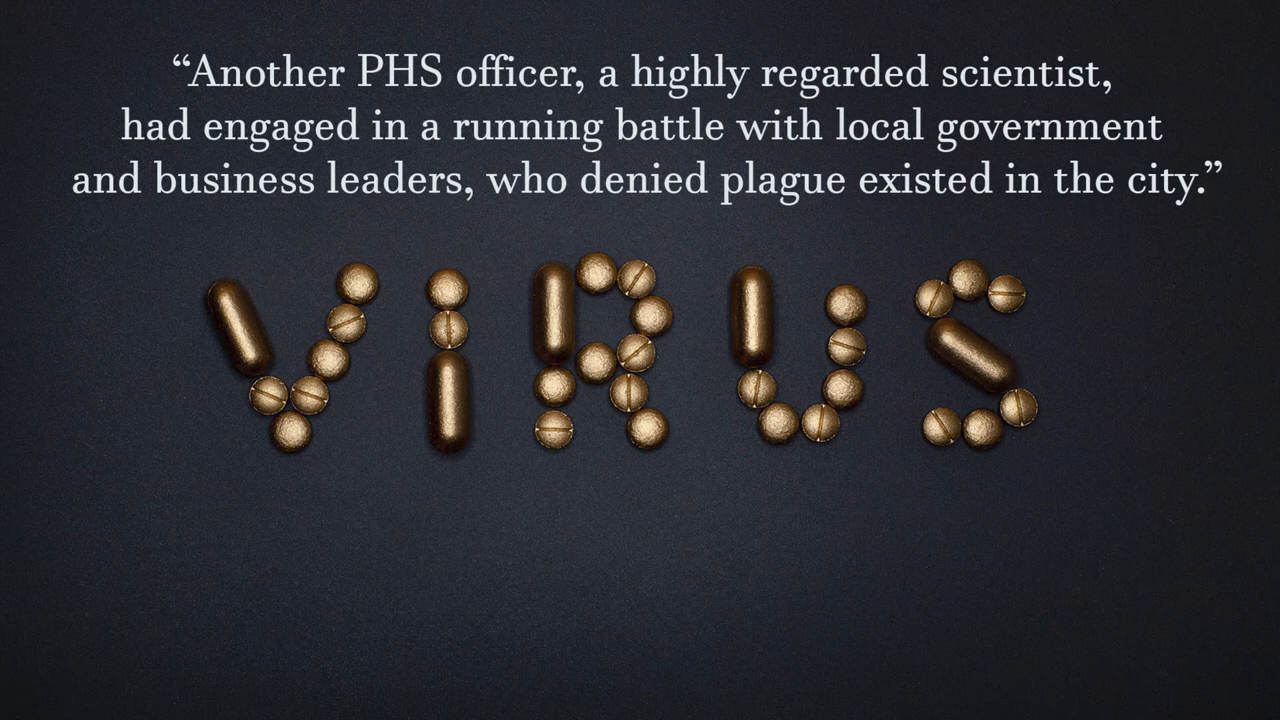 “Another PHS officer, a highly regarded scientist,
had engaged in a running battle with local government
and business leaders, who denied plague existed in the city.”
VIRUS